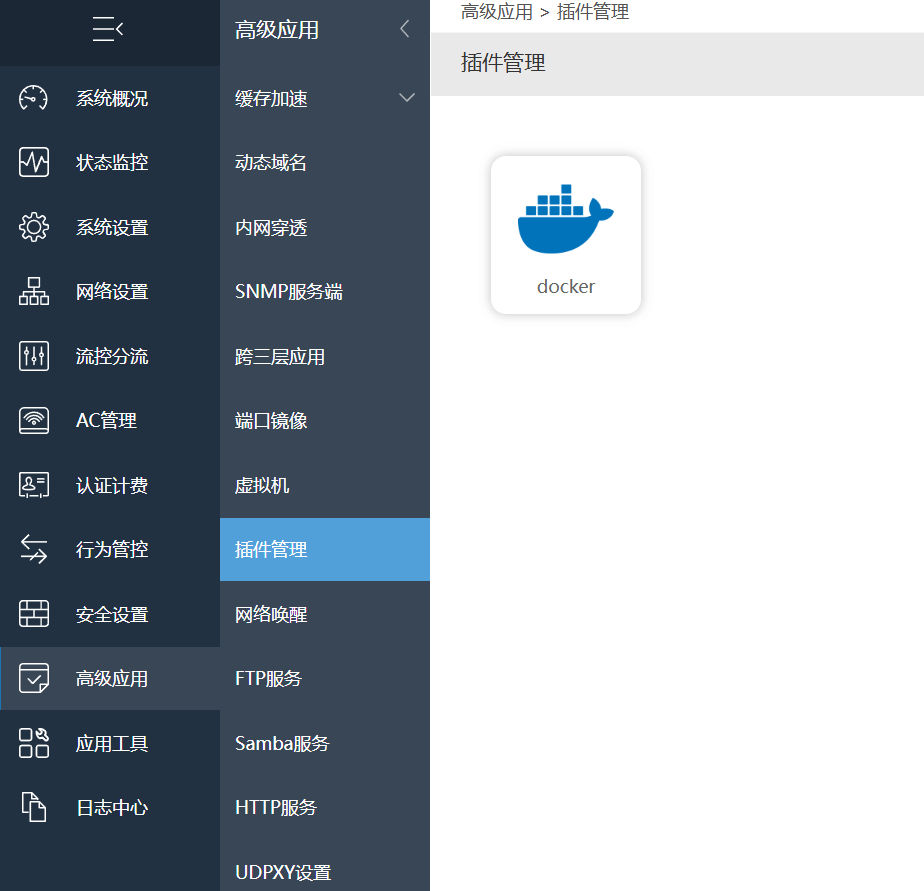 系统概况
状态监控
系统设置
网络设置
流控分流
AC管理
认证计费
行为管控
安全设置
高级应用
应用工具
日志中心
高级应用
缓存加速
动态域名
内网穿透
SNMP服务端
跨三层应用
端口镜像
虚拟机
插件管理
网络唤醒
FTP服务
Samba服务
HTTP服务
UDPXY设置
高级应用 > 插件管理
插件管理
docker